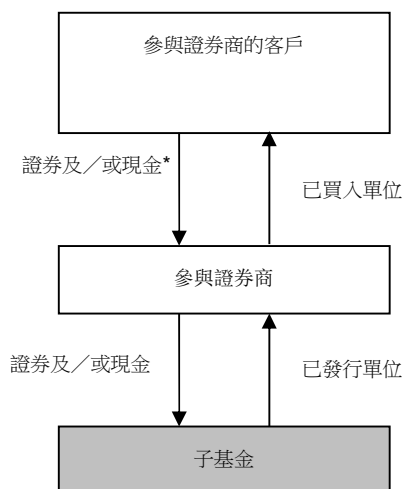 參與證券商的客戶
證券及／或現金*
已買入單位
參與證券商
證券及／或現金
已發行單位
子基金